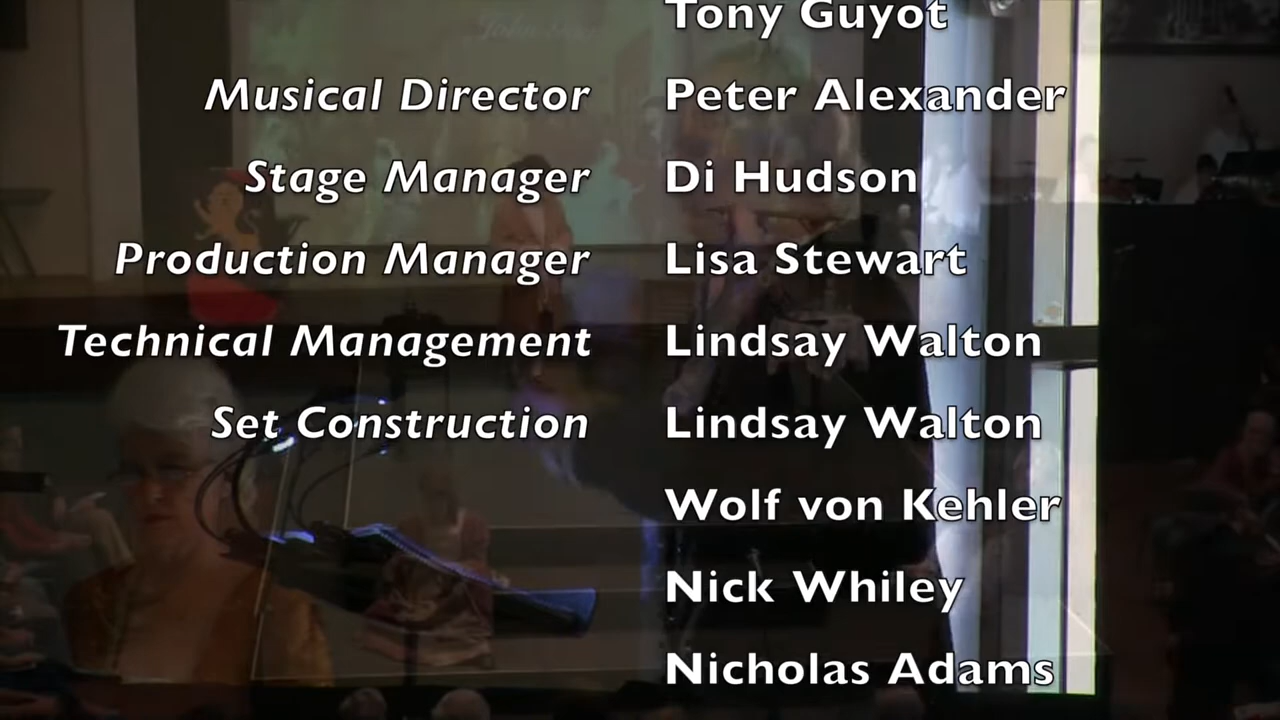 Tony Guyot
Musical Director Peter Alexander
Stage Manager Di Hudson
Production Manager Lisa Stewart
Technical Management Lindsay Walton
Set Construction Lindsay Walton
Wolf von Kehler
Nick Whiley
Nicholas Adams